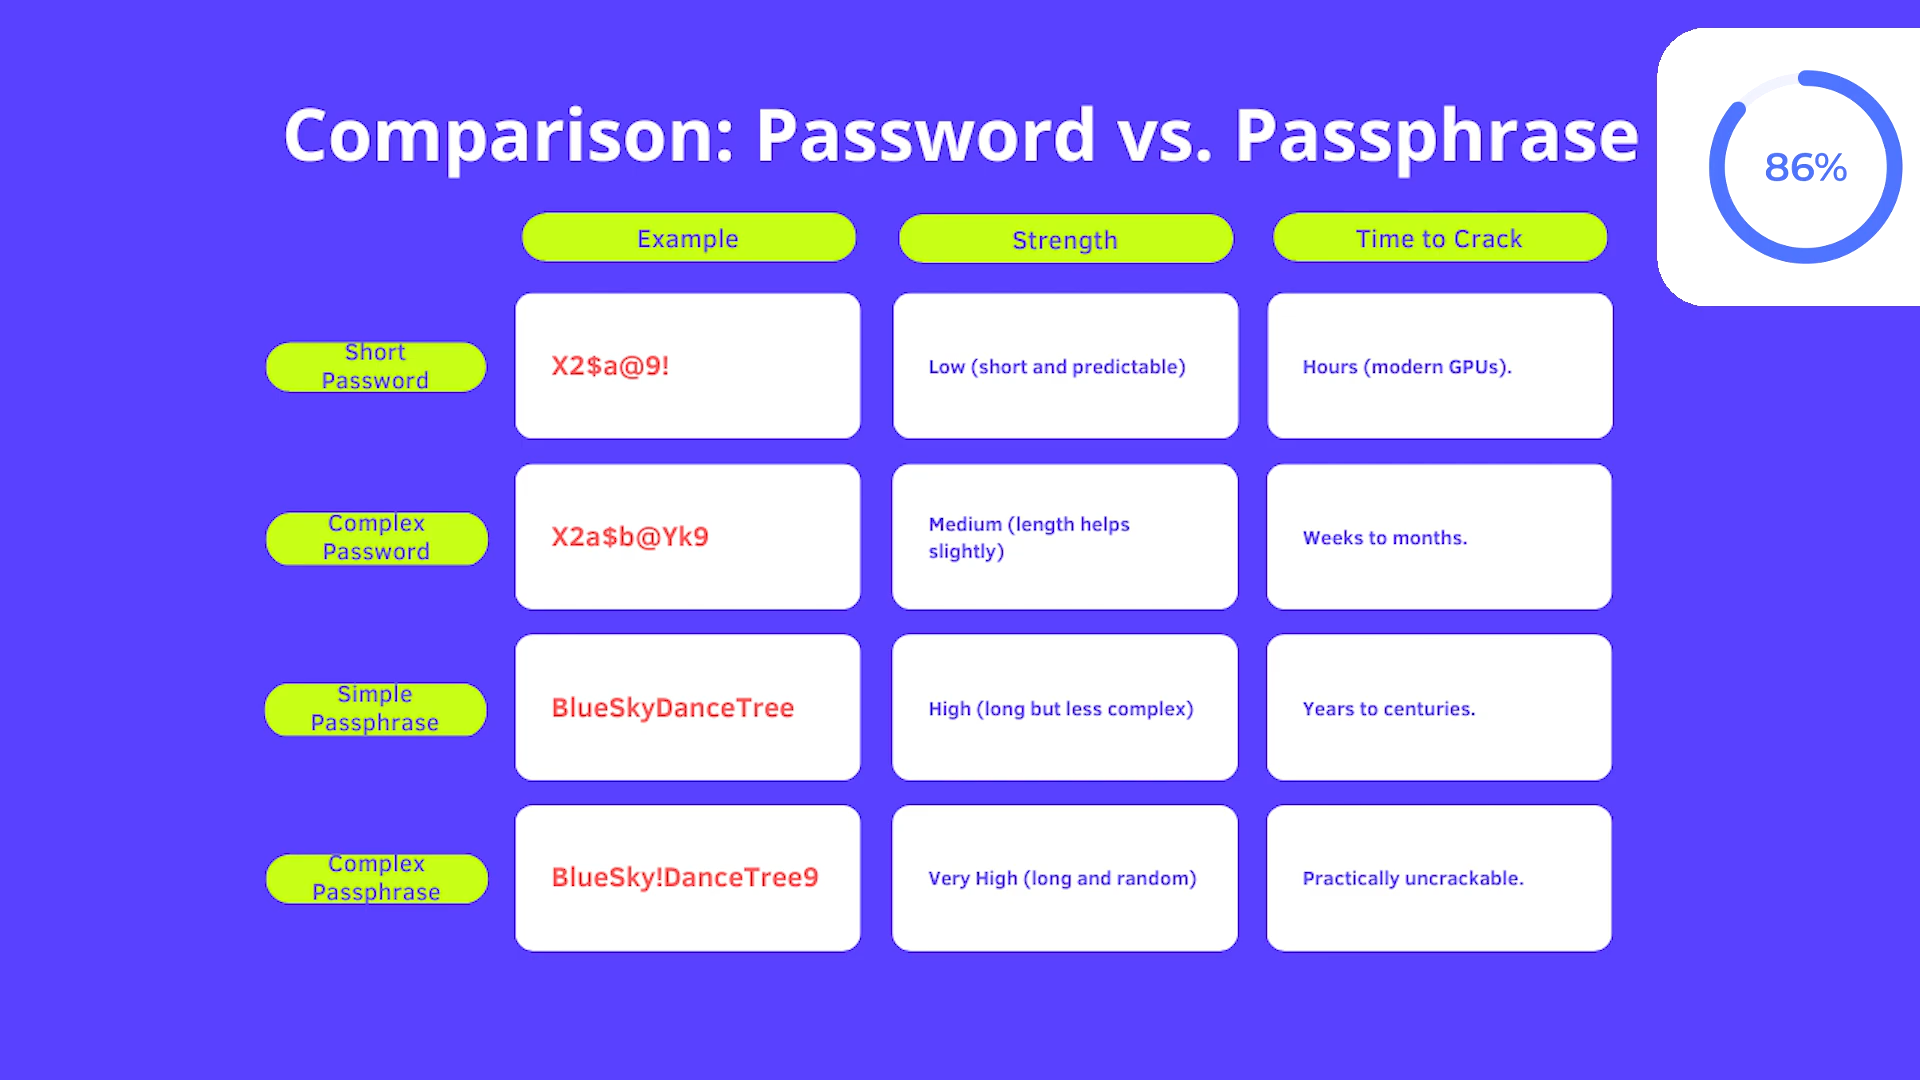 Comparison: Password vs. Passphrase
86%
Example
Strength
Time to Crack
Short
Password
X2$a@9!
Low (short and predictable)
Hours (modern GPUs).
Complex
Password
X2a$b@Yk9
Medium (length helps
slightly)
Weeks to months.
Simple
Passphrase
BlueSkyDanceTree
High (long but less complex)
Years to centuries.
Complex
Passphrase
BlueSky!DanceTree9
Very High (long and random)
Practically uncrackable.